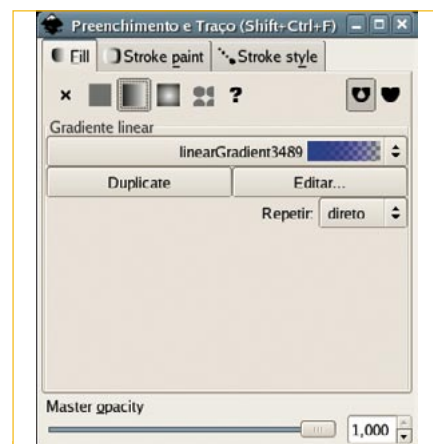 Preenchimento e Traço (Shift+Ctrl+F)
Fill Stroke paint Stroke style
?
Gradiente linear
linearGradient3489
Duplicate Editar...
Repetir: direto
Master opacity
1,000